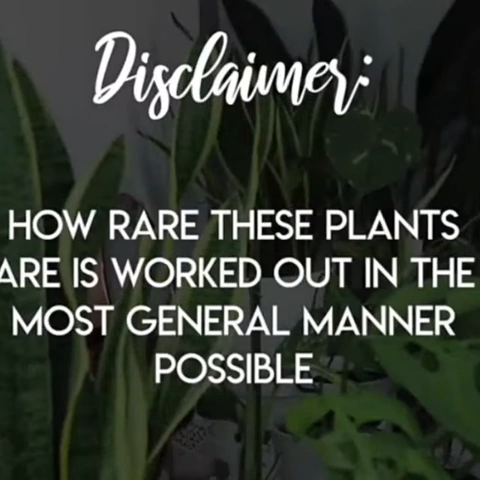 Disclaimer:
HOW RARE THESE PLANTS
ARE IS WORKED OUT IN THE
MOST GENERAL MANNER
POSSIBLE